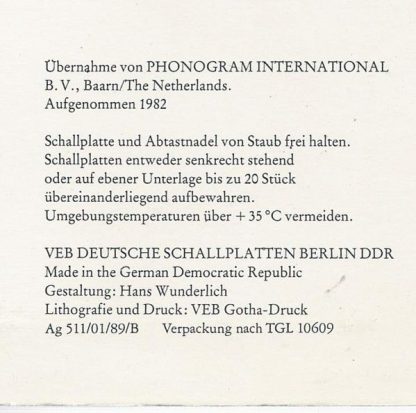 Übernahme von PHONOGRAM INTERNATIONAL
B. V., Baarn/The Netherlands.
Aufgenommen 1982
Schallplatte und Abtastnadel von Staub frei halten.
Schallplatten entweder senkrecht stehend
oder auf ebener Unterlage bis zu 20 Stück
übereinanderliegend aufbewahren.
Umgebungstemperaturen über + 35 °C vermeiden.
VEB DEUTSCHE SCHALLPLATTEN BERLIN DDR
Made in the German Democratic Republic
Gestaltung: Hans Wunderlich
Lithografie und Druck: VEB Gotha-Druck
Ag 511/01/89/B Verpackung nach TGL 10609